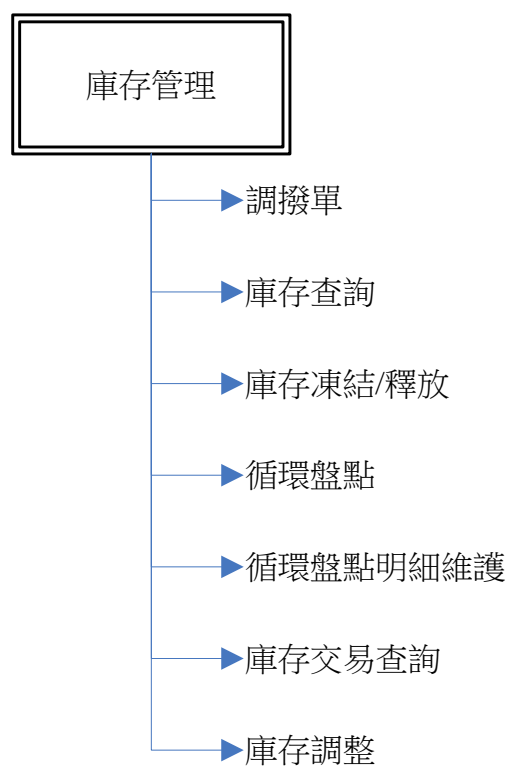 庫存管理
調撥單
庫存查詢
庫存凍結/釋放
循環盤點
循環盤點明細維護
庫存交易查詢
庫存調整